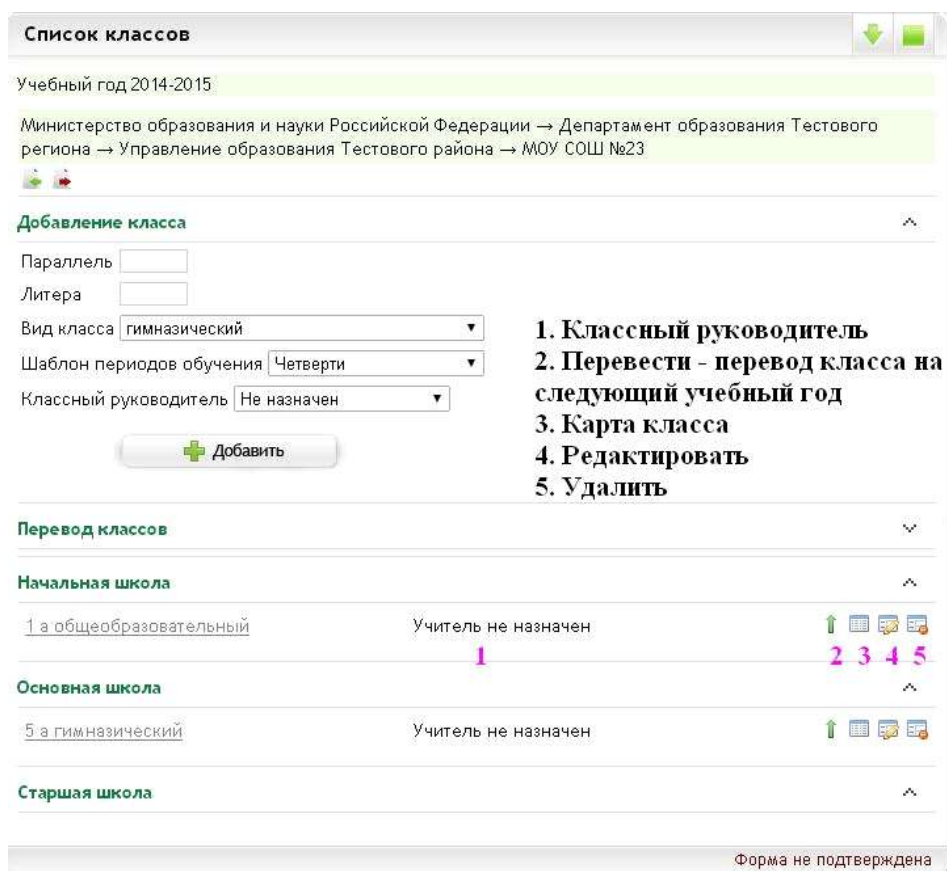 Список классов
Учебный год 2014-2015
Министерство образования и науки Российской Федерации → Департамент образования Тестового
региона → Управление образования Тестового района → МОУ СОШ №23
Добавление класса
Параллель
Литера
Вид класса гимназический
Шаблон периодов обучения Четверти
Классный руководитель Не назначен
Добавить
1. Классный руководитель
2. Перевести - перевод класса на
следующий учебный год
3. Карта класса
4. Редактировать
5. Удалить
Перевод классов
Начальная школа
1 а общеобразовательный Учитель не назначен
1 2 3 4 5
Основная школа
5 а гимназический Учитель не назначен
Старшая школа
Форма не подтверждена